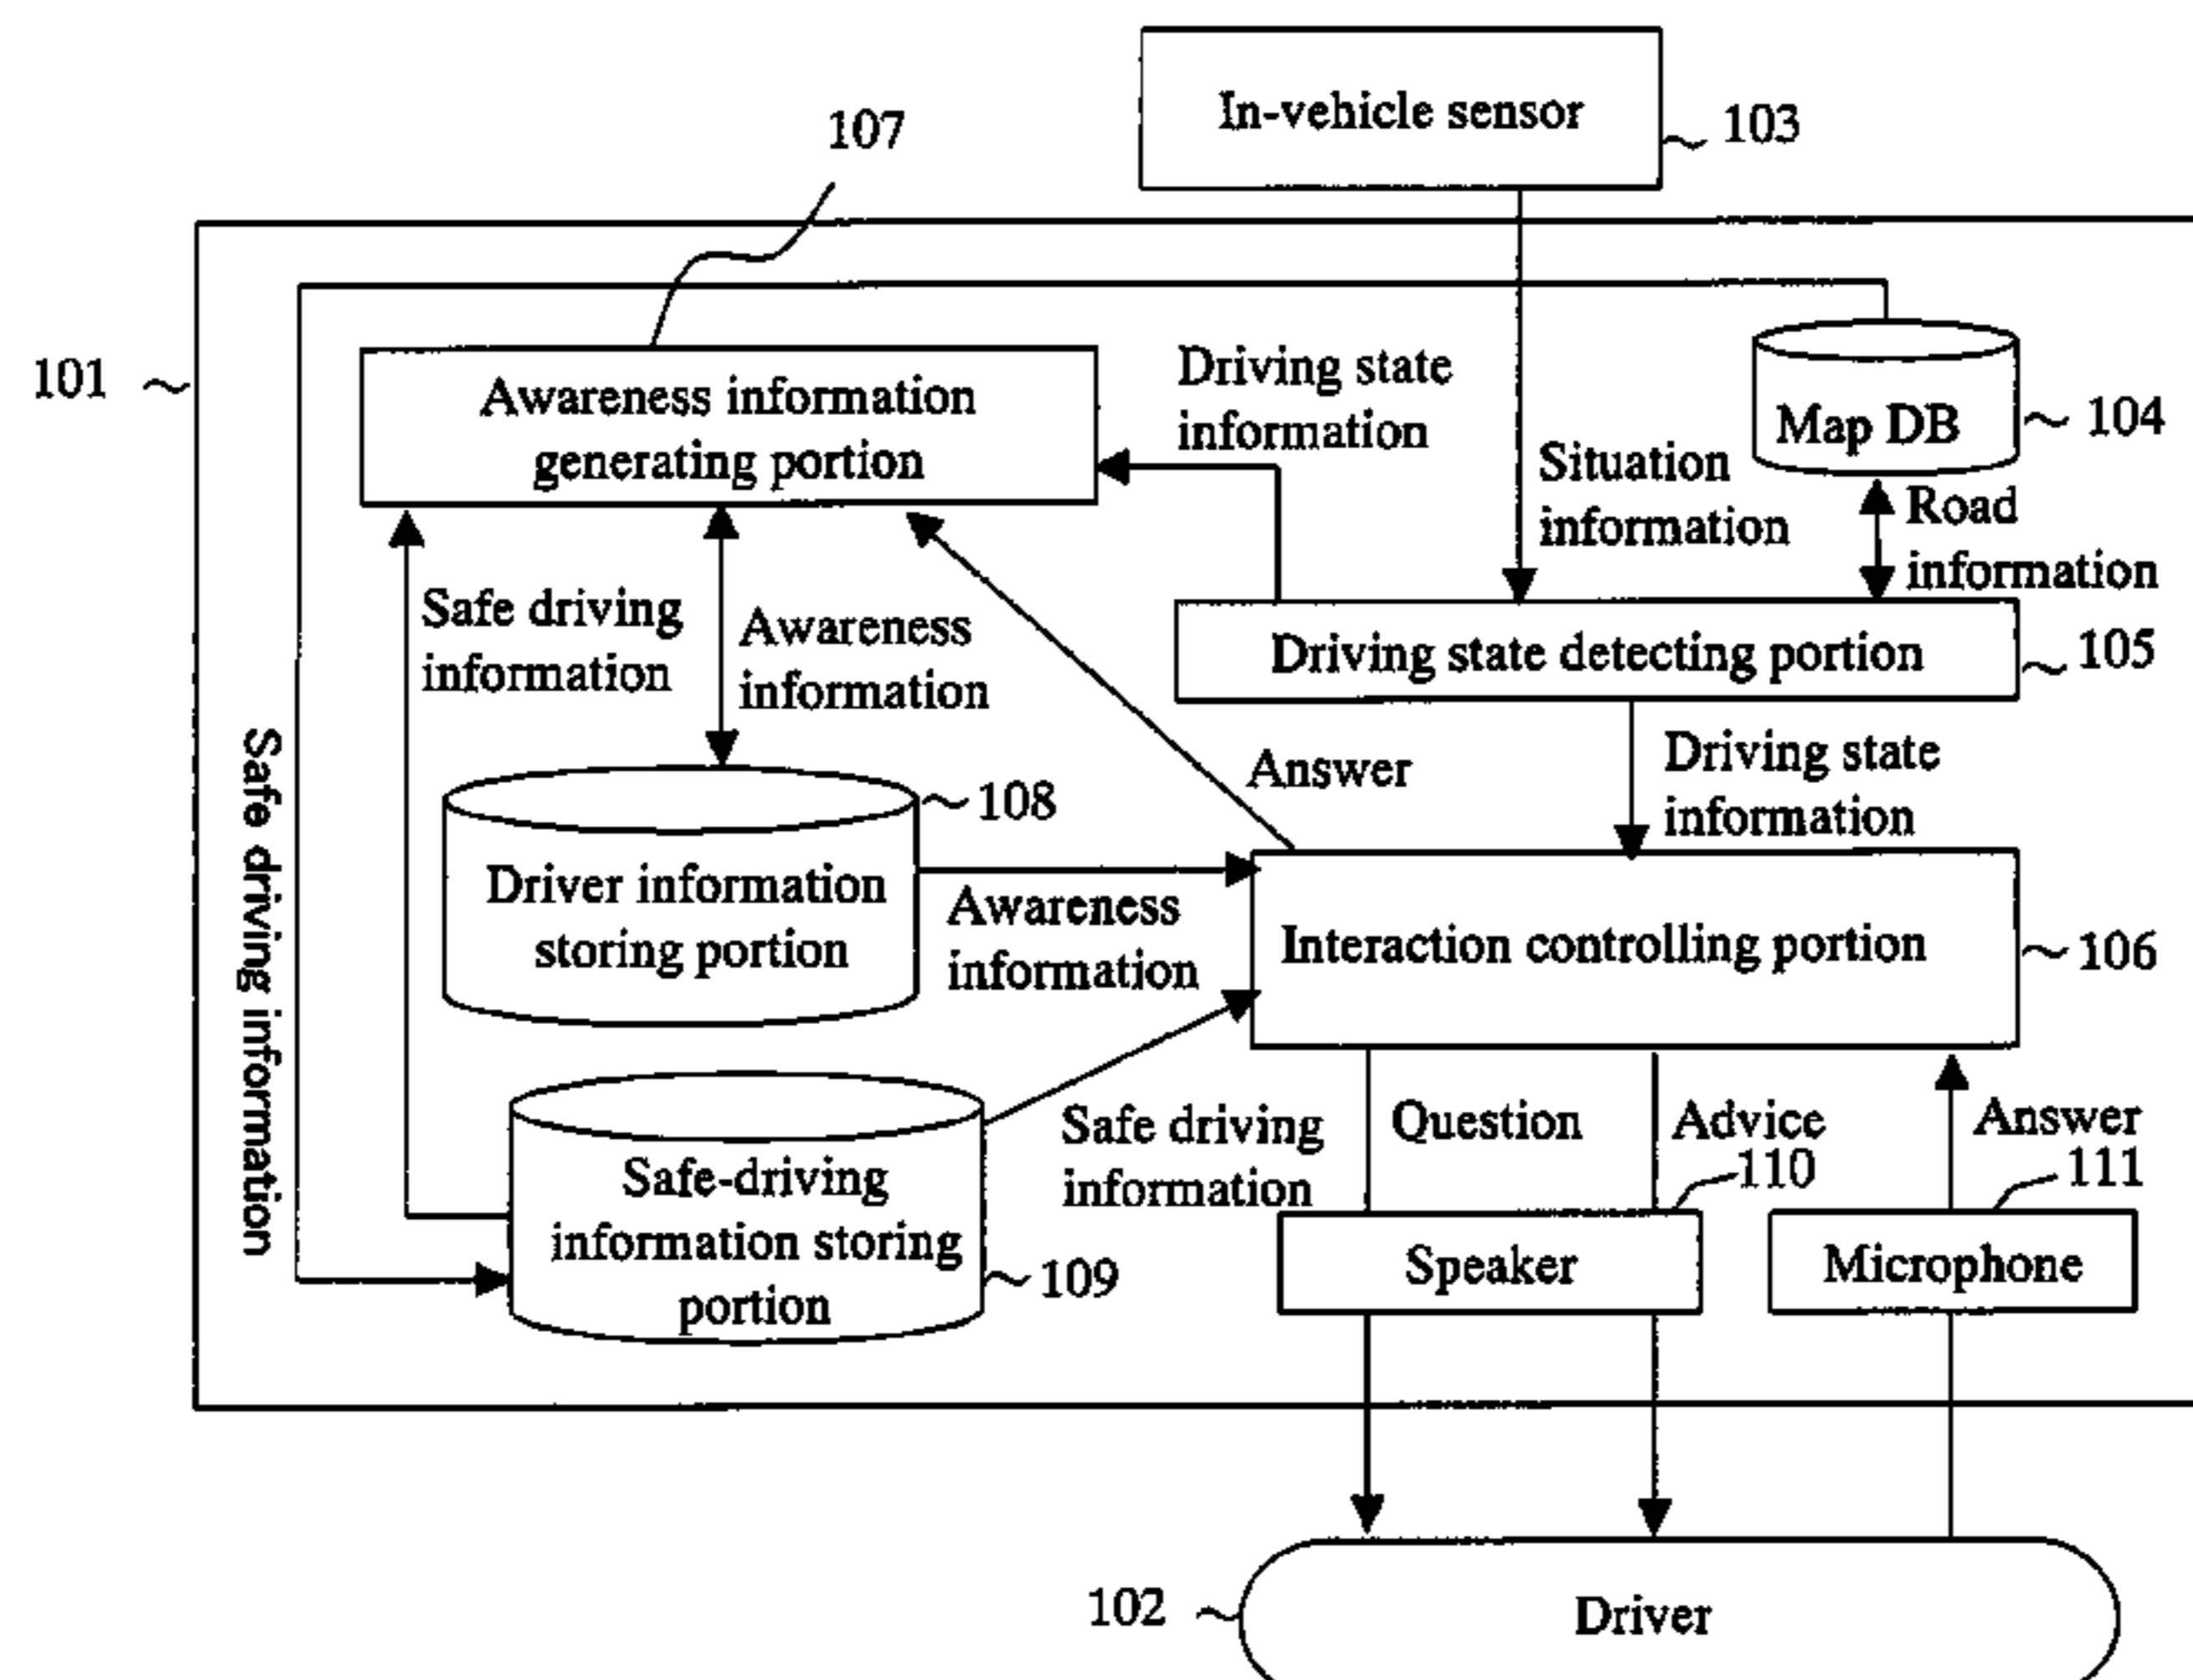 In-vehicle sensor
103
107
101
Awareness information
generating portion
Driving state
information
Situation
information
Map DB
104
Road
information
Safe driving
information
Awareness
information
Driving state detecting portion
105
Safe driving information
108
Driver information
storing portion
Answer
Driving state
information
Awareness
information
Interaction controlling portion
106
Safe-driving
information storing
portion
109
Safe driving
information
Question
Advice
110
Answer
111
Speaker
Microphone
102
Driver